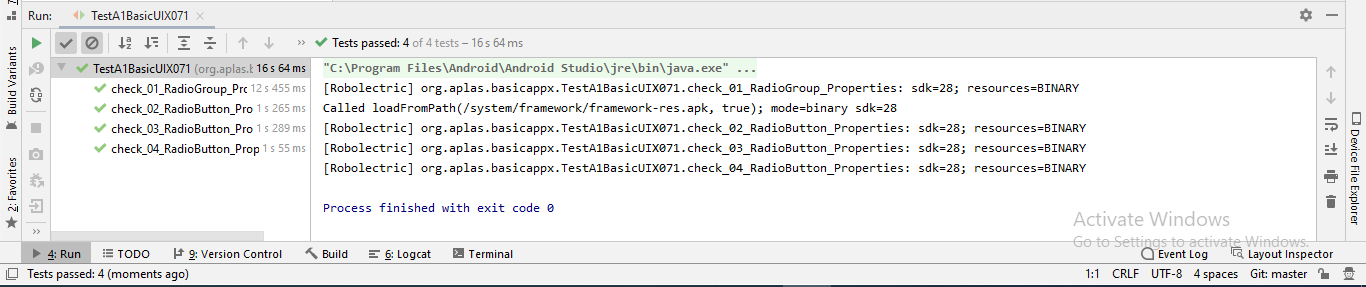 Run: TestA1BasicUIX071
Tests passed: 4 of 4 tests – 16 s 64 ms
TestA1BasicUIX071 (org.aplas.b 16 s 64 ms
check_01_RadioGroup_Prc 12 s 455 ms
check_02_RadioButton_Pro 1 s 265 ms
check_03_RadioButton_Pro 1 s 289 ms
check_04_RadioButton_Prop 1 s 55 ms
"C:\Program Files\Android\Android Studio\jre\bin\java.exe" ...
[Robolectric] org.aplas.basicappx.TestA1BasicUIX071.check_01_RadioGroup_Properties: sdk=28; resources=BINARY
Called loadFromPath(/system/framework/framework-res.apk, true); mode=binary sdk=28
[Robolectric] org.aplas.basicappx.TestA1BasicUIX071.check_02_RadioButton_Properties: sdk=28; resources=BINARY
[Robolectric] org.aplas.basicappx.TestA1BasicUIX071.check_03_RadioButton_Properties: sdk=28; resources=BINARY
[Robolectric] org.aplas.basicappx.TestA1BasicUIX071.check_04_RadioButton_Properties: sdk=28; resources=BINARY
Process finished with exit code 0
Build Variants
2: Favorites
Device File Explorer
Activate Windows
Go to Settings to activate Windows.
4: Run TODO 9: Version Control Build 6: Logcat Terminal Event Log Layout Inspector
Tests passed: 4 (moments ago) 1:1 CRLF UTF-8 4 spaces Git: master